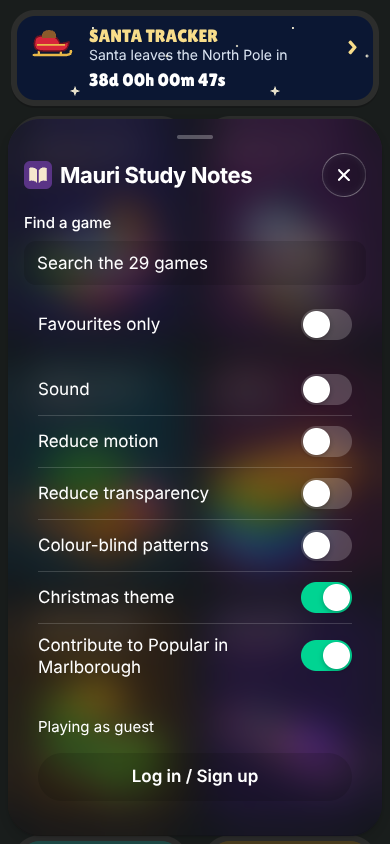 SANTA TRACKER
Santa leaves the North Pole in
38d 00h 00m 47s
Mauri Study Notes
Find a game
Search the 29 games
Favourites only
Sound
Reduce motion
Reduce transparency
Colour-blind patterns
Christmas theme
Contribute to Popular in
Marlborough
Playing as guest
Log in / Sign up